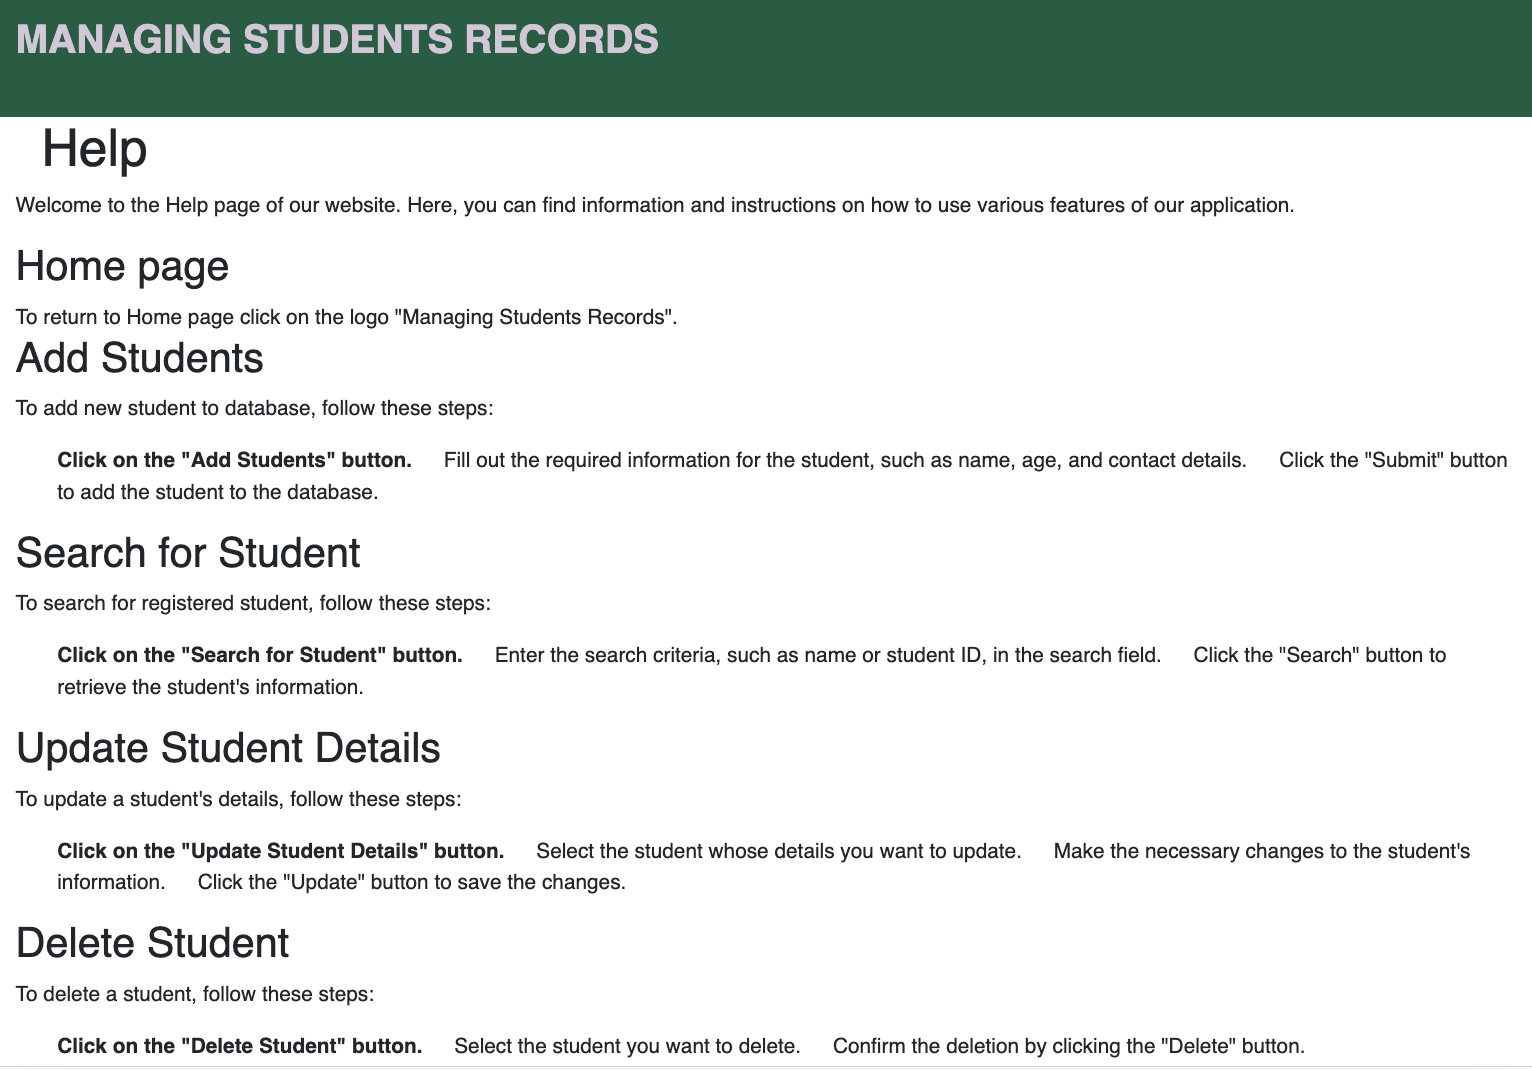 MANAGING STUDENTS RECORDS
Help
Welcome to the Help page of our website. Here, you can find information and instructions on how to use various features of our application.
Home page
To return to Home page click on the logo "Managing Students Records".
Add Students
To add new student to database, follow these steps:
Click on the "Add Students" button. Fill out the required information for the student, such as name, age, and contact details. Click the "Submit" button
to add the student to the database.
Search for Student
To search for registered student, follow these steps:
Click on the "Search for Student" button. Enter the search criteria, such as name or student ID, in the search field. Click the "Search" button to
retrieve the student's information.
Update Student Details
To update a student's details, follow these steps:
Click on the "Update Student Details" button. Select the student whose details you want to update. Make the necessary changes to the student's
information. Click the "Update" button to save the changes.
Delete Student
To delete a student, follow these steps:
Click on the "Delete Student" button. Select the student you want to delete. Confirm the deletion by clicking the "Delete" button.